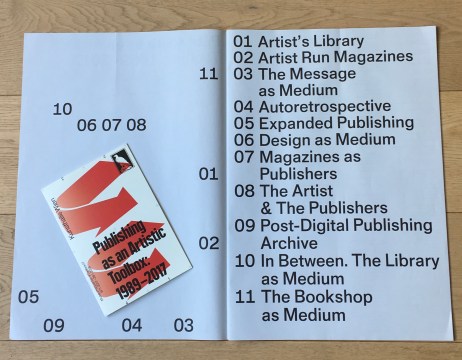 11
10
06 07 08
01
02
05
09
04
03
Kunsthalle Wien
Publishing
as an Artistic
Toolbox:
1989–2017
01 Artist's Library
02 Artist Run Magazines
03 The Message
as Medium
04 Autoretrospective
05 Expanded Publishing
06 Design as Medium
07 Magazines as
Publishers
08 The Artist
& The Publishers
09 Post-Digital Publishing
Archive
10 In Between. The Library
as Medium
11 The Bookshop
as Medium